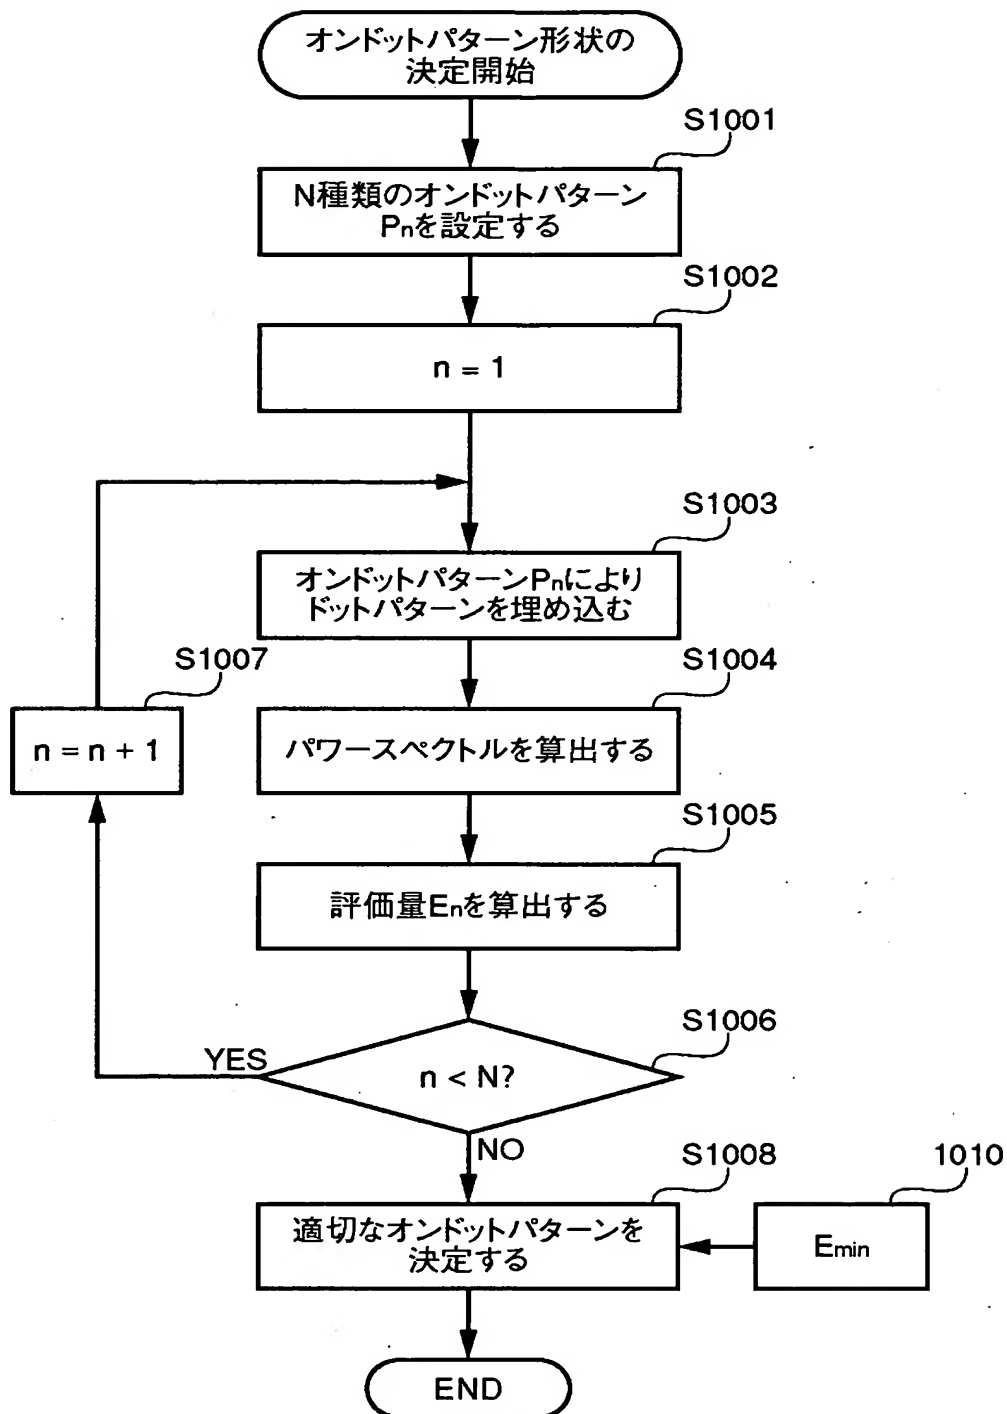 オンドットパターン形状の
決定開始
S1001
N種類のオンドットパターン
Pnを設定する
S1002
n = 1
S1003
オンドットパターンPnにより
ドットパターンを埋め込む
S1007
n = n + 1
S1004
パワースペクトルを算出する
S1005
評価量Enを算出する
S1006
YES
n < N?
NO
S1008
適切なオンドットパターンを
決定する
1010
Emin
END